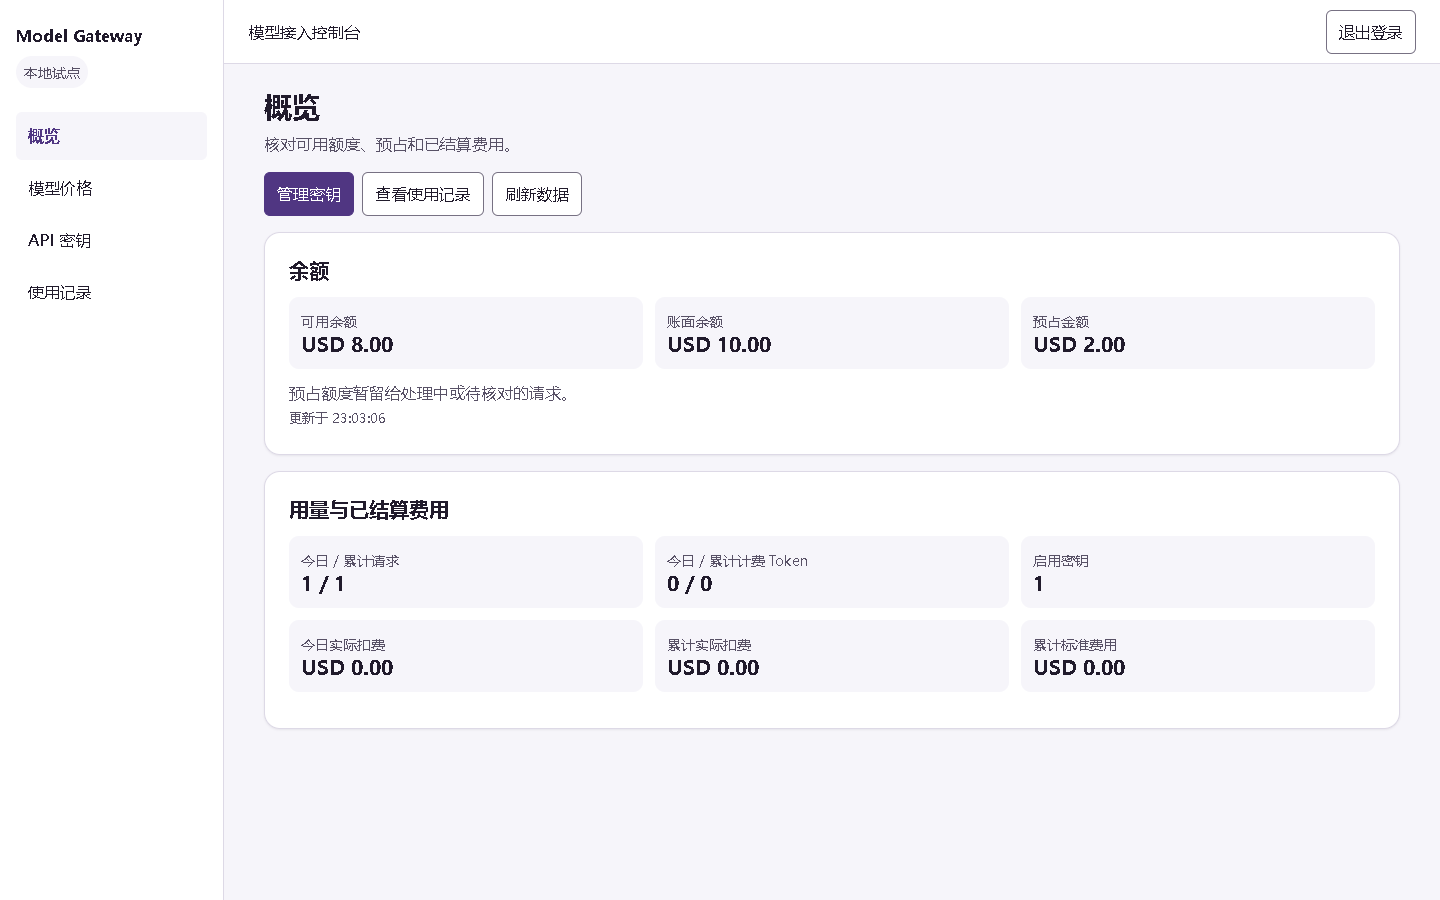 Model Gateway
本地试点
概览
模型价格
API 密钥
使用记录
模型接入控制台
退出登录
概览
核对可用额度、预占和已结算费用。
管理密钥
查看使用记录
刷新数据
余额
可用余额
USD 8.00
账面余额
USD 10.00
预占金额
USD 2.00
预占额度暂留给处理中或待核对的请求。
更新于 23:03:06
用量与已结算费用
今日 / 累计请求
1 / 1
今日 / 累计计费 Token
0 / 0
启用密钥
1
今日实际扣费
USD 0.00
累计实际扣费
USD 0.00
累计标准费用
USD 0.00